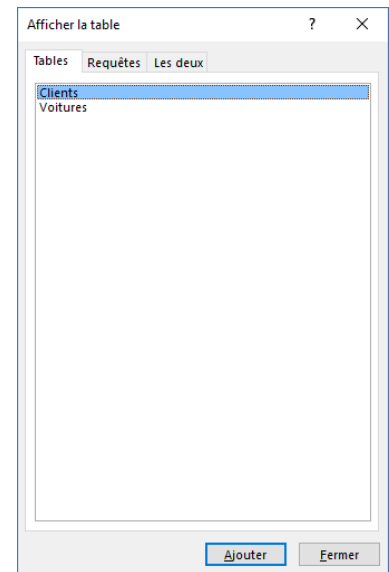 Afficher la table ? ×
Tables Requêtes Les deux
Clients
Voitures
Ajouter Fermer